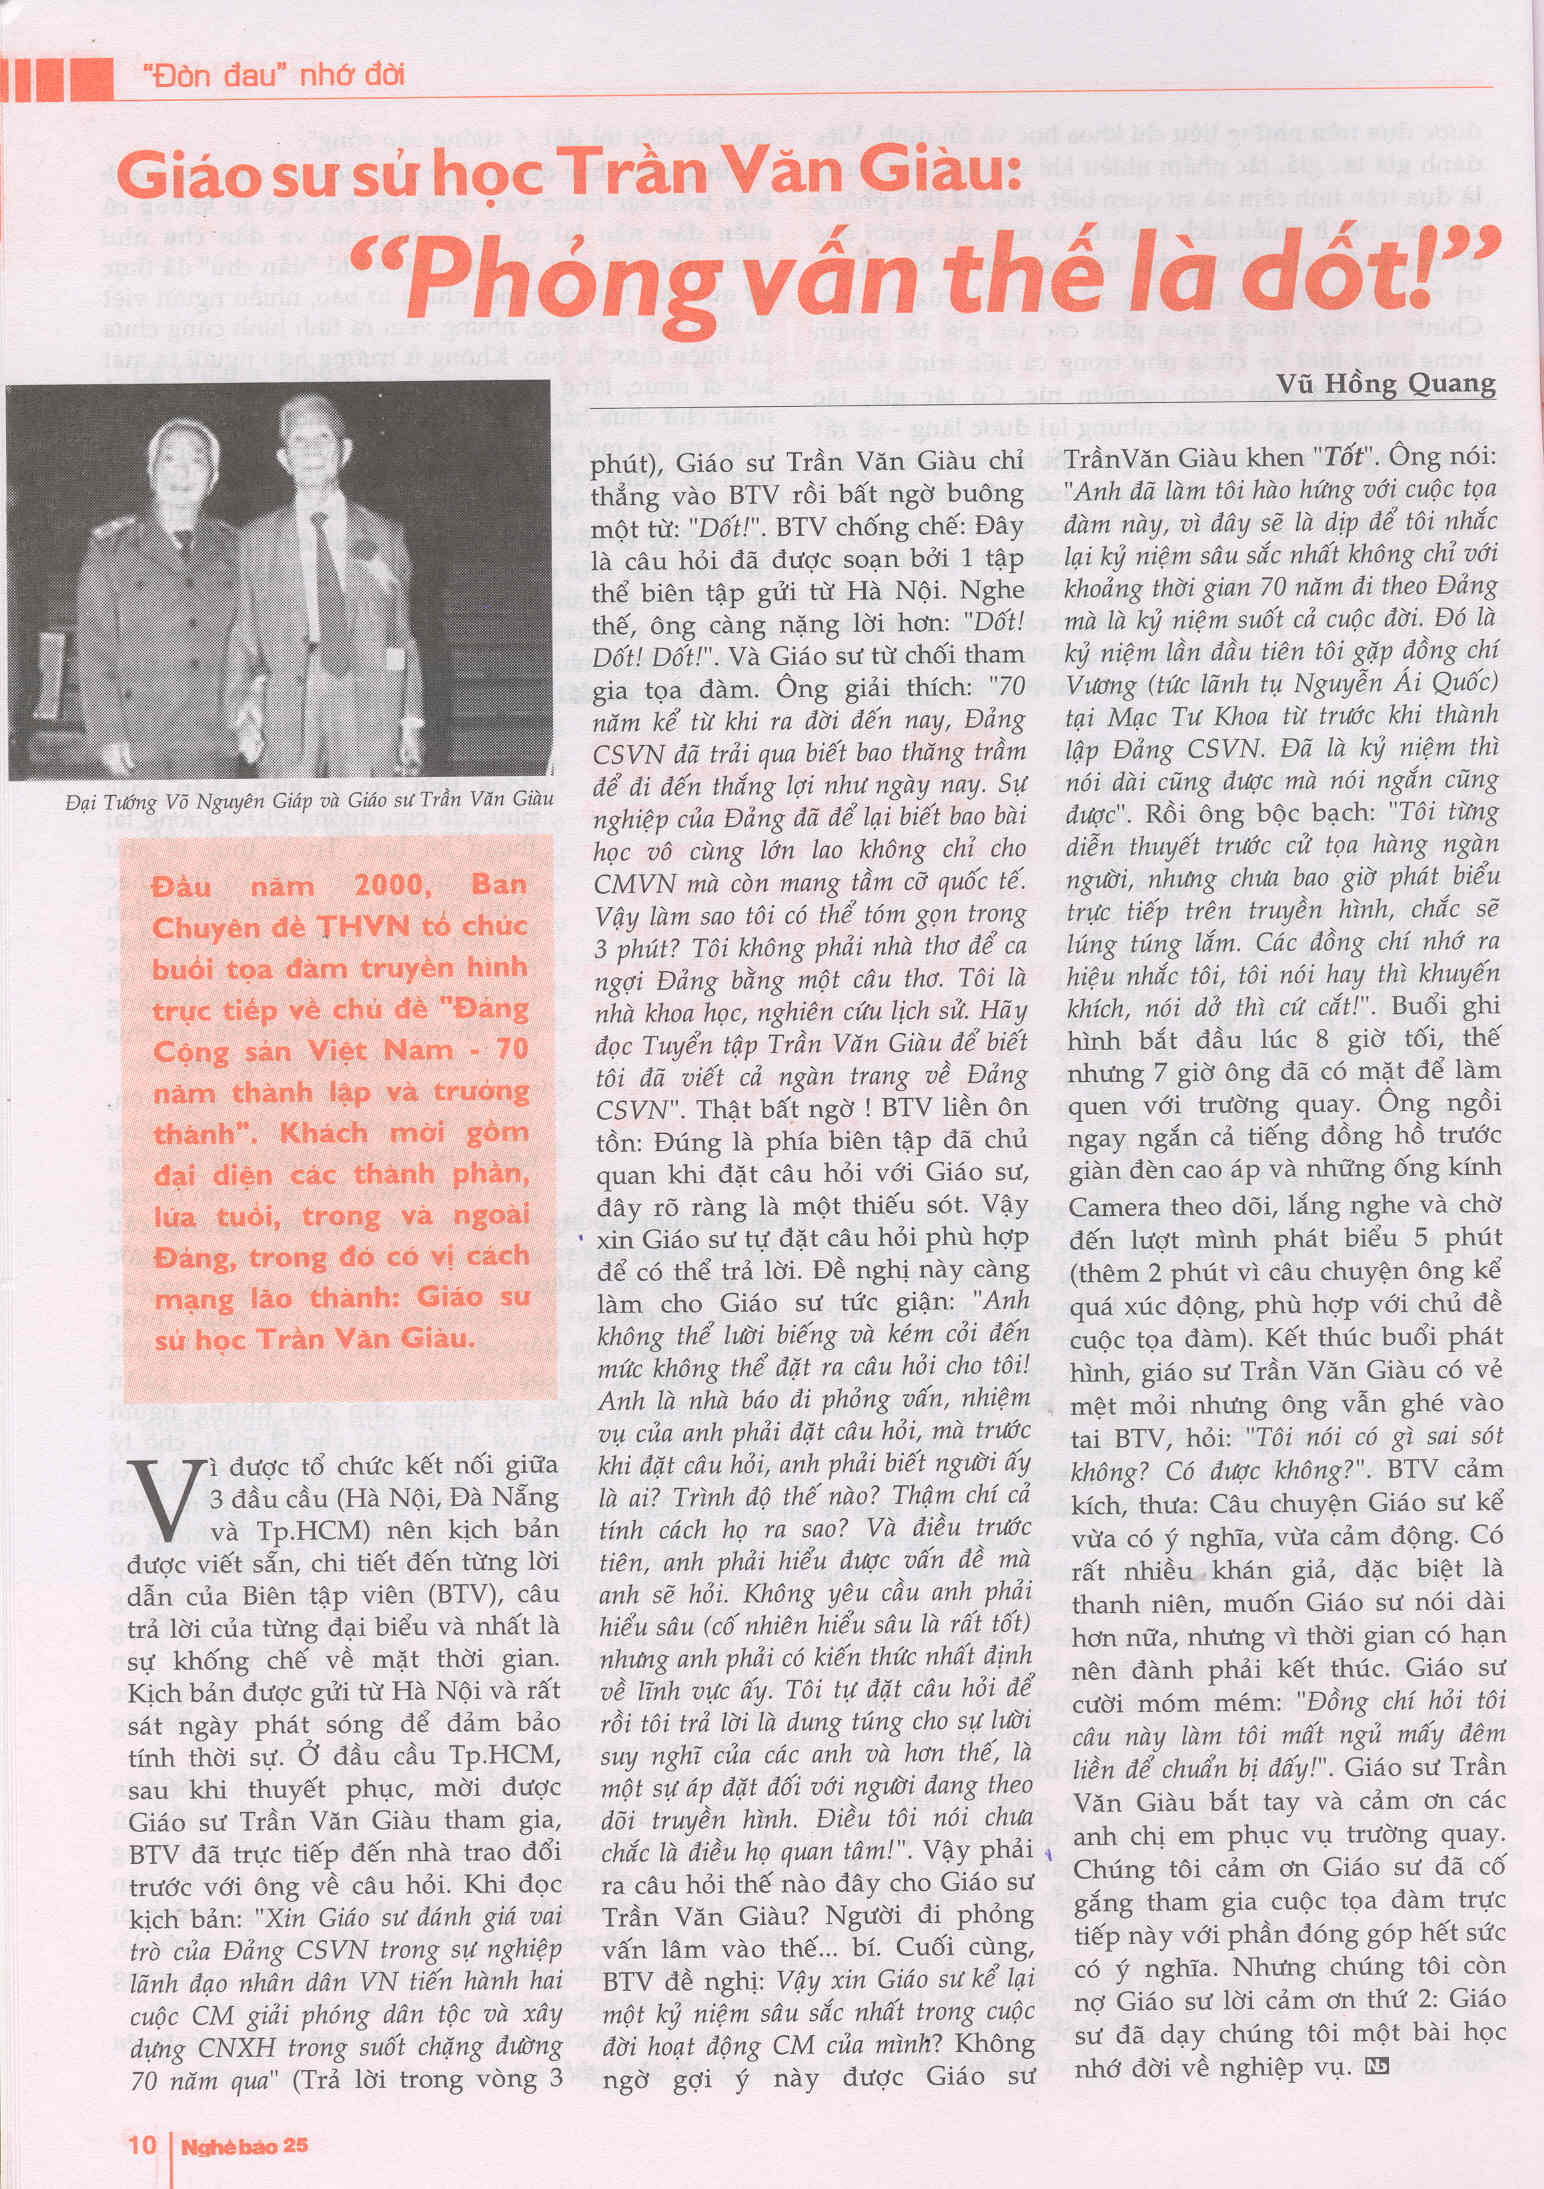 “Đòn đau” nhớ đời
Giáo sư sử học Trần Văn Giàu:
“Phỏng vấn thế là dốt!”
Vũ Hồng Quang
Đại Tướng Võ Nguyên Giáp và Giáo sư Trần Văn Giàu
Đầu năm 2000, Ban
Chuyên đề THVN tổ chức
buổi tọa đàm truyền hình
trực tiếp về chủ đề "Đảng
Cộng sản Việt Nam - 70
năm thành lập và trưởng
thành". Khách mời gồm
đại diện các thành phần,
lứa tuổi, trong và ngoài
Đảng, trong đó có vị cách
mạng lão thành: Giáo sư
sử học Trần Văn Giàu.
Vì được tổ chức kết nối giữa
3 đầu cầu (Hà Nội, Đà Nẵng
và Tp.HCM) nên kịch bản
được viết sẵn, chi tiết đến từng lời
dẫn của Biên tập viên (BTV), câu
trả lời của từng đại biểu và nhất là
sự khống chế về mặt thời gian.
Kịch bản được gửi từ Hà Nội và rất
sát ngày phát sóng để đảm bảo
tính thời sự. Ở đầu cầu Tp.HCM,
sau khi thuyết phục, mời được
Giáo sư Trần Văn Giàu tham gia,
BTV đã trực tiếp đến nhà trao đổi
trước với ông về câu hỏi. Khi đọc
kịch bản: "Xin Giáo sư đánh giá vai
trò của Đảng CSVN trong sự nghiệp
lãnh đạo nhân dân VN tiến hành hai
cuộc CM giải phóng dân tộc và xây
dựng CNXH trong suốt chặng đường
70 năm qua" (Trả lời trong vòng 3
phút), Giáo sư Trần Văn Giàu chỉ
thẳng vào BTV rồi bất ngờ buông
một từ: "Dốt!". BTV chống chế: Đây
là câu hỏi đã được soạn bởi 1 tập
thể biên tập gửi từ Hà Nội. Nghe
thế, ông càng nặng lời hơn: "Dốt!
Dốt! Dốt!". Và Giáo sư từ chối tham
gia tọa đàm. Ông giải thích: "70
năm kể từ khi ra đời đến nay, Đảng
CSVN đã trải qua biết bao thăng trầm
để đi đến thắng lợi như ngày nay. Sự
nghiệp của Đảng đã để lại biết bao bài
học vô cùng lớn lao không chỉ cho
CMVN mà còn mang tầm cỡ quốc tế.
Vậy làm sao tôi có thể tóm gọn trong
3 phút? Tôi không phải nhà thơ để ca
ngợi Đảng bằng một câu thơ. Tôi là
nhà khoa học, nghiên cứu lịch sử. Hãy
đọc Tuyển tập Trần Văn Giàu để biết
tôi đã viết cả ngàn trang về Đảng
CSVN". Thật bất ngờ ! BTV liền ôn
tồn: Đúng là phía biên tập đã chủ
quan khi đặt câu hỏi với Giáo sư,
đây rõ ràng là một thiếu sót. Vậy
xin Giáo sư tự đặt câu hỏi phù hợp
để có thể trả lời. Đề nghị này càng
làm cho Giáo sư tức giận: "Anh
không thể lười biếng và kém cỏi đến
mức không thể đặt ra câu hỏi cho tôi!
Anh là nhà báo đi phỏng vấn, nhiệm
vụ của anh phải đặt câu hỏi, mà trước
khi đặt câu hỏi, anh phải biết người ấy
là ai? Trình độ thế nào? Thậm chí cả
tính cách họ ra sao? Và điều trước
tiên, anh phải hiểu được vấn đề mà
anh sẽ hỏi. Không yêu cầu anh phải
hiểu sâu (cố nhiên hiểu sâu là rất tốt)
nhưng anh phải có kiến thức nhất định
về lĩnh vực ấy. Tôi tự đặt câu hỏi để
rồi tôi trả lời là dung túng cho sự lười
suy nghĩ của các anh và hơn thế, là
một sự áp đặt đối với người đang theo
dõi truyền hình. Điều tôi nói chưa
chắc là điều họ quan tâm!". Vậy phải
ra câu hỏi thế nào đây cho Giáo sư
Trần Văn Giàu? Người đi phỏng
vấn lâm vào thế... bí. Cuối cùng,
BTV đề nghị: Vậy xin Giáo sư kể lại
một kỷ niệm sâu sắc nhất trong cuộc
đời hoạt động CM của mình? Không
ngờ gợi ý này được Giáo sư
TrầnVăn Giàu khen "Tốt". Ông nói:
"Anh đã làm tôi hào hứng với cuộc tọa
đàm này, vì đây sẽ là dịp để tôi nhắc
lại kỷ niệm sâu sắc nhất không chỉ với
khoảng thời gian 70 năm đi theo Đảng
mà là kỷ niệm suốt cả cuộc đời. Đó là
kỷ niệm lần đầu tiên tôi gặp đồng chí
Vương (tức lãnh tụ Nguyễn Ái Quốc)
tại Mạc Tư Khoa từ trước khi thành
lập Đảng CSVN. Đã là kỷ niệm thì
nói dài cũng được mà nói ngắn cũng
được". Rồi ông bộc bạch: "Tôi từng
diễn thuyết trước cử tọa hàng ngàn
người, nhưng chưa bao giờ phát biểu
trực tiếp trên truyền hình, chắc sẽ
lúng túng lắm. Các đồng chí nhớ ra
hiệu nhắc tôi, tôi nói hay thì khuyến
khích, nói dở thì cứ cắt!". Buổi ghi
hình bắt đầu lúc 8 giờ tối, thế
nhưng 7 giờ ông đã có mặt để làm
quen với trường quay. Ông ngồi
ngay ngắn cả tiếng đồng hồ trước
giàn đèn cao áp và những ống kính
Camera theo dõi, lắng nghe và chờ
đến lượt mình phát biểu 5 phút
(thêm 2 phút vì câu chuyện ông kể
quá xúc động, phù hợp với chủ đề
cuộc tọa đàm). Kết thúc buổi phát
hình, giáo sư Trần Văn Giàu có vẻ
mệt mỏi nhưng ông vẫn ghé vào
tai BTV, hỏi: "Tôi nói có gì sai sót
không? Có được không?". BTV cảm
kích, thưa: Câu chuyện Giáo sư kể
vừa có ý nghĩa, vừa cảm động. Có
rất nhiều khán giả, đặc biệt là
thanh niên, muốn Giáo sư nói dài
hơn nữa, nhưng vì thời gian có hạn
nên đành phải kết thúc. Giáo sư
cười móm mém: "Đồng chí hỏi tôi
câu này làm tôi mất ngủ mấy đêm
liền để chuẩn bị đấy!". Giáo sư Trần
Văn Giàu bắt tay và cảm ơn các
anh chị em phục vụ trường quay.
Chúng tôi cảm ơn Giáo sư đã cố
gắng tham gia cuộc tọa đàm trực
tiếp này với phần đóng góp hết sức
có ý nghĩa. Nhưng chúng tôi còn
nợ Giáo sư lời cảm ơn thứ 2: Giáo
sư đã dạy chúng tôi một bài học
nhớ đời về nghiệp vụ. Nb
10 Nghề báo 25